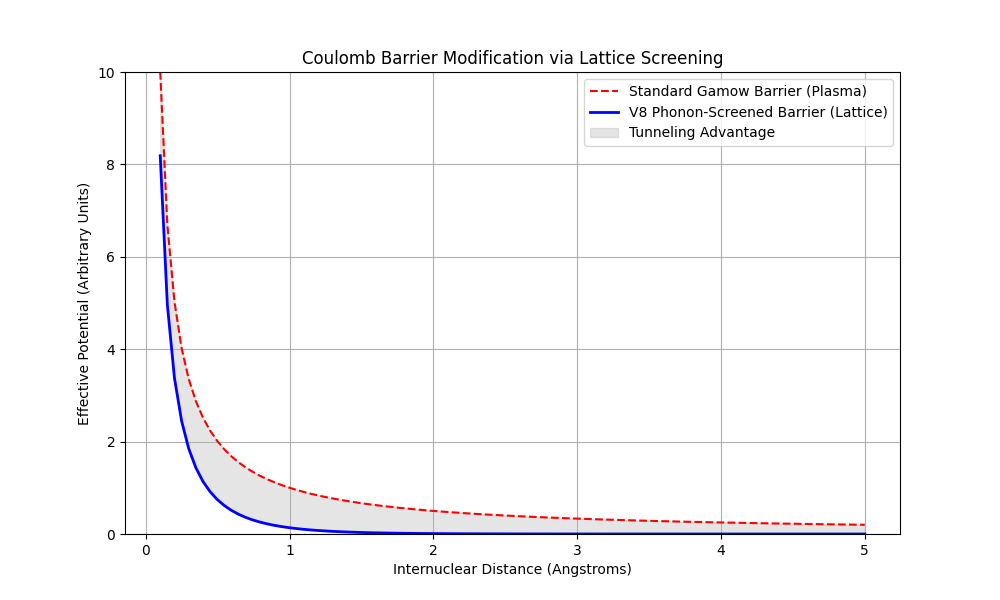 Coulomb Barrier Modification via Lattice Screening
Standard Gamow Barrier (Plasma)
V8 Phonon-Screened Barrier (Lattice)
Tunneling Advantage
Effective Potential (Arbitrary Units)
10
8
6
4
2
0
0 1 2 3 4 5
Internuclear Distance (Angstroms)